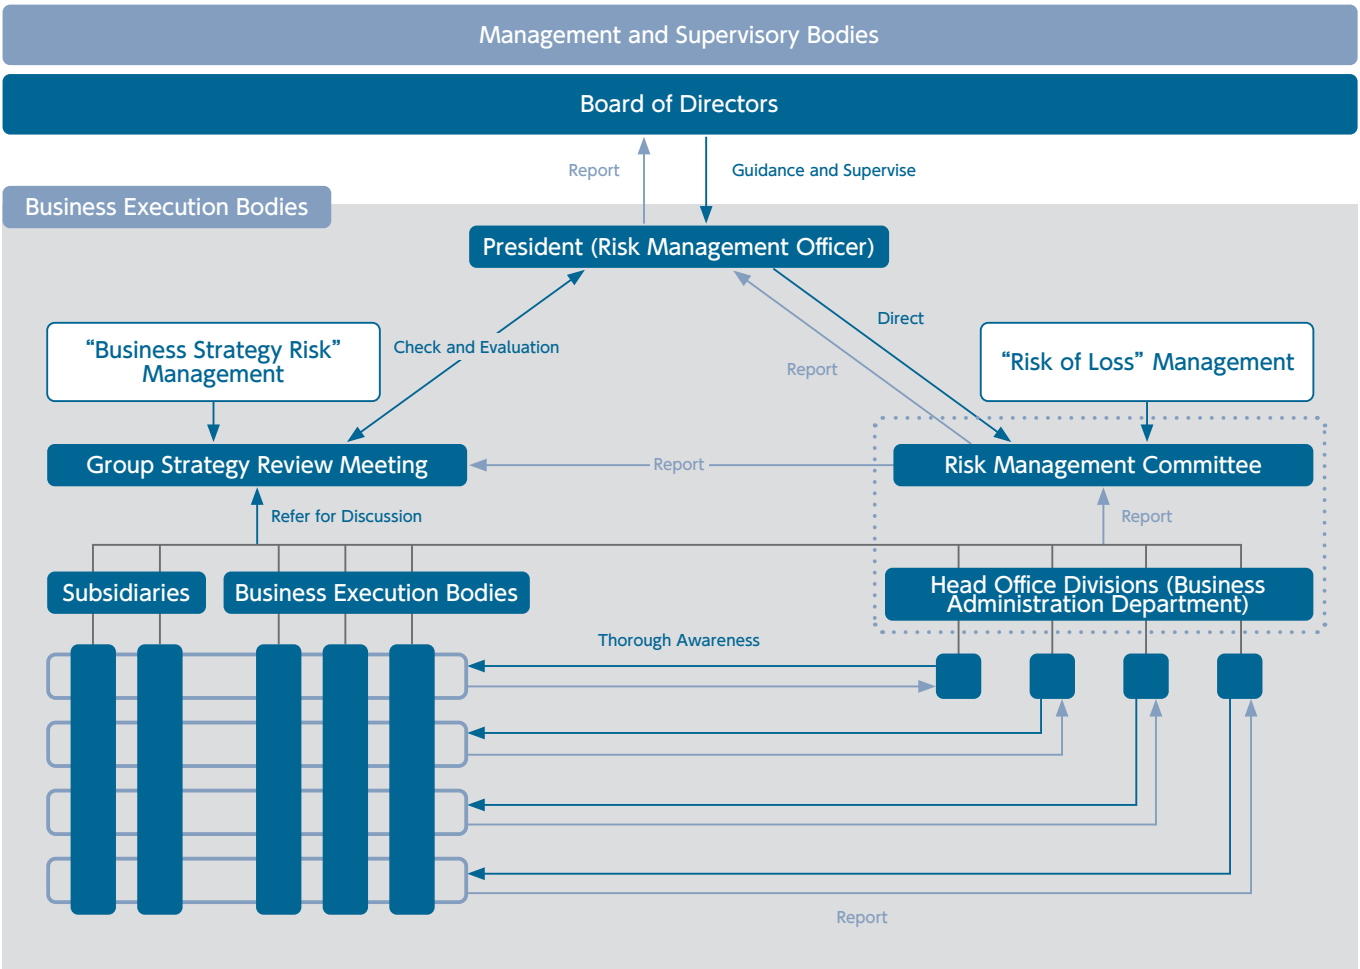 Management and Supervisory Bodies
Board of Directors
Report
Guidance and Supervise
Business Execution Bodies
President (Risk Management Officer)
Direct
“Business Strategy Risk”
Management
Check and Evaluation
Report
“Risk of Loss” Management
Group Strategy Review Meeting
Report
Risk Management Committee
Refer for Discussion
Report
Subsidiaries
Business Execution Bodies
Head Office Divisions (Business
Administration Department)
Thorough Awareness
Report